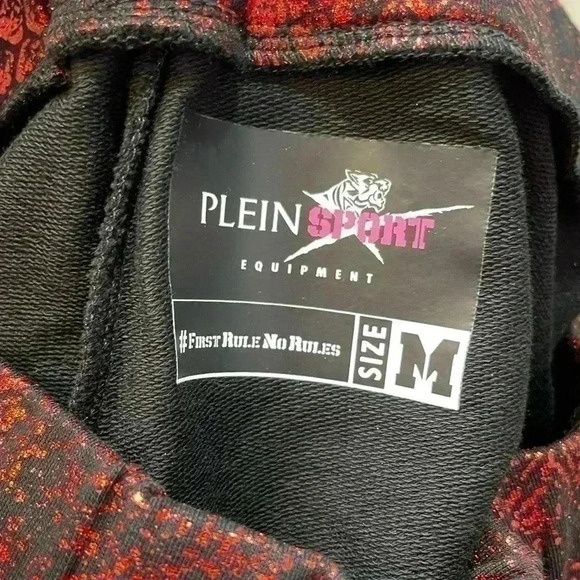 PLEIN SPORT
EQUIPMENT
#FIRST RULE NO RULES
SIZE
M